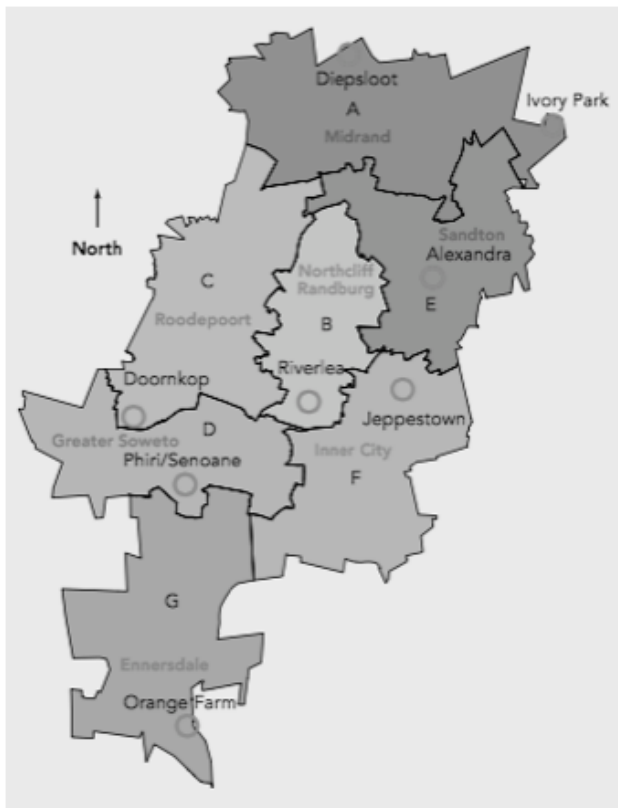 Diepsloot
Ivory Park
A
Midrand
North
Sandton
Alexandra
C
Northcliff
Randburg
E
Roodepoort
B
Doornkop
Riverlea
Jeppestown
D
Greater Soweto
Phiri/Senoane
Inner City
F
G
Ennersdale
Orange Farm